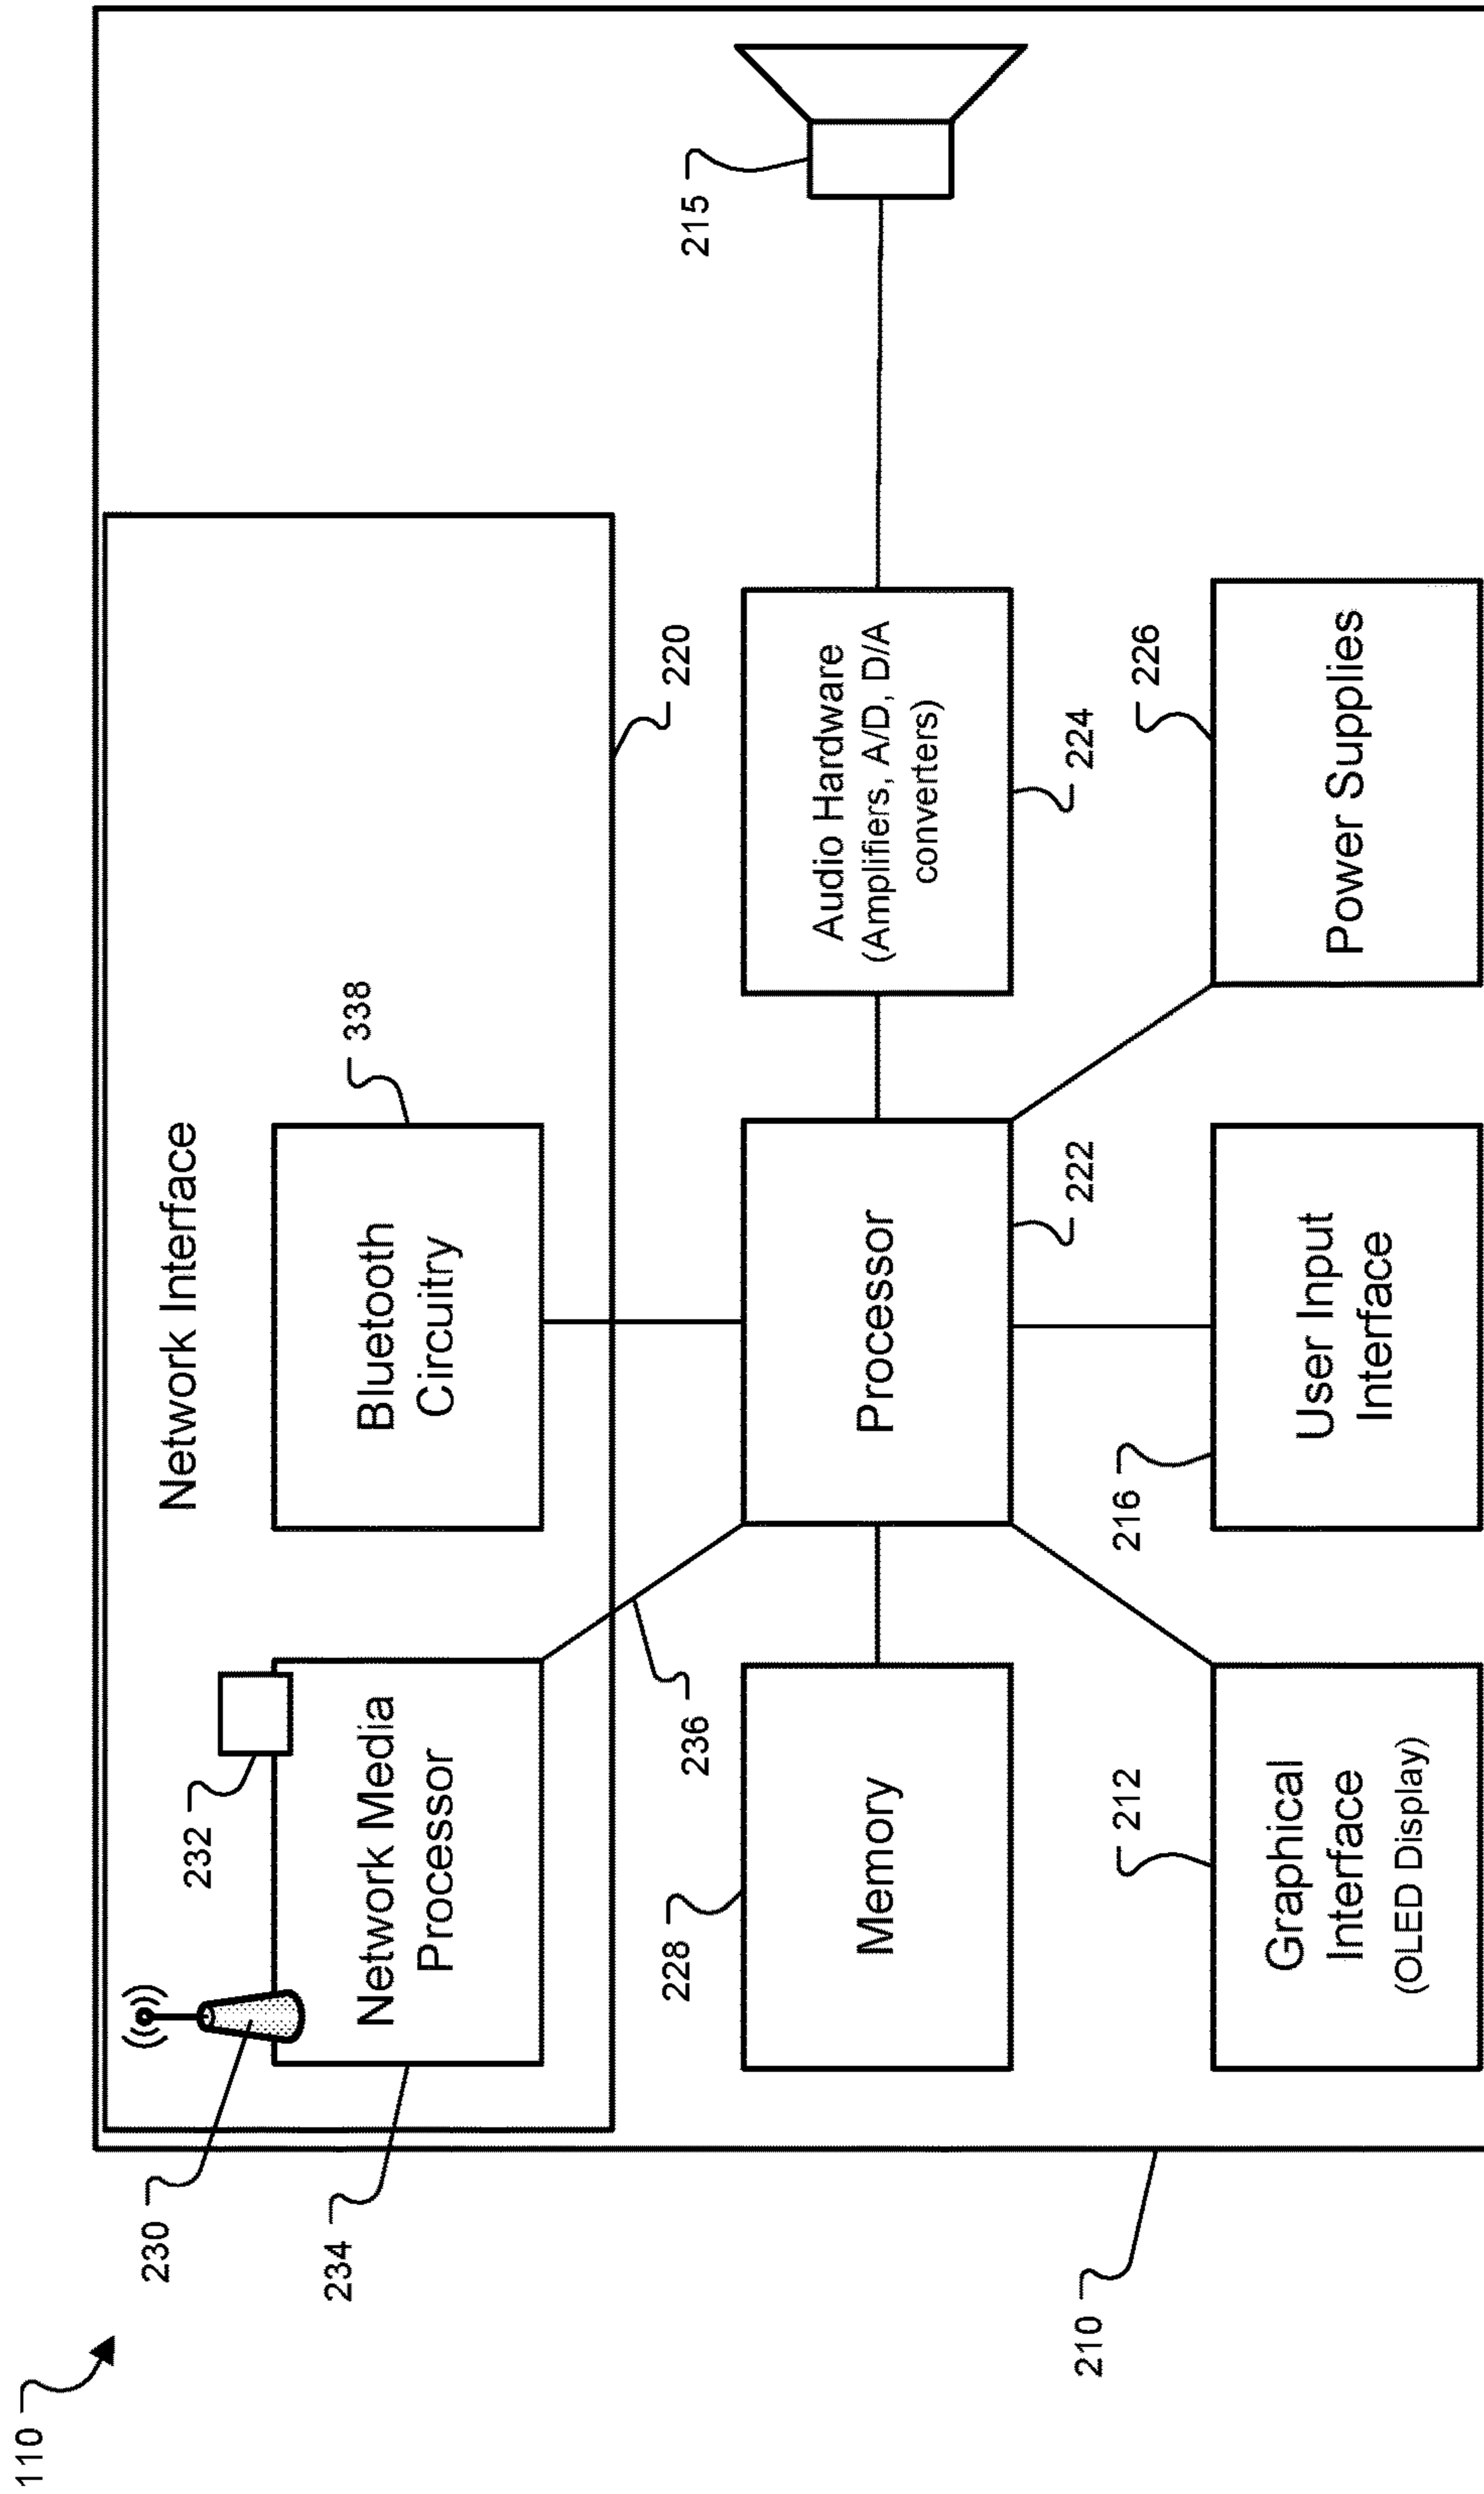 110
230
232
Network Interface
234
Network Media
Processor
Bluetooth
Circuitry
338
236
220
228
Memory
Processor
222
Audio Hardware
(Amplifiers, A/D, D/A
converters)
224
215
210
212
Graphical
Interface
(OLED Display)
216
User Input
Interface
226
Power Supplies